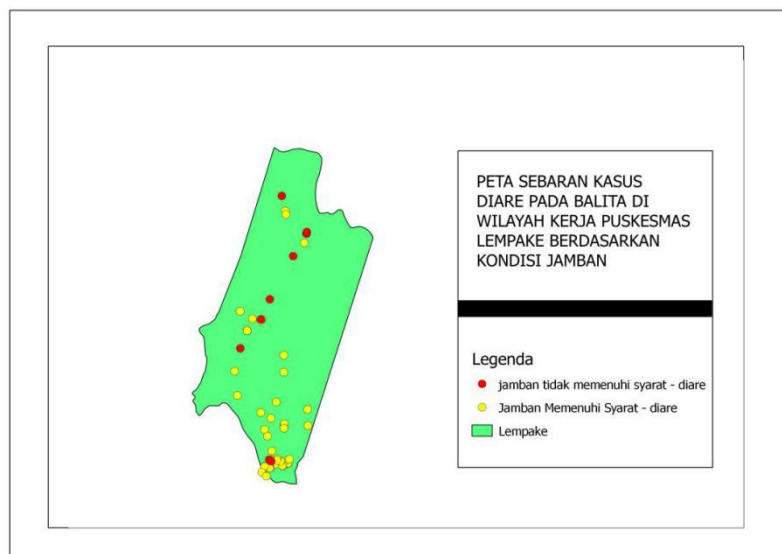 PETA SEBARAN KASUS
DIARE PADA BALITA DI
WILAYAH KERJA PUSKESMAS
LEMPAKE BERDASARKAN
KONDISI JAMBAN
Legenda
jamban tidak memenuhi syarat - diare
Jamban Memenuhi Syarat - diare
Lempake